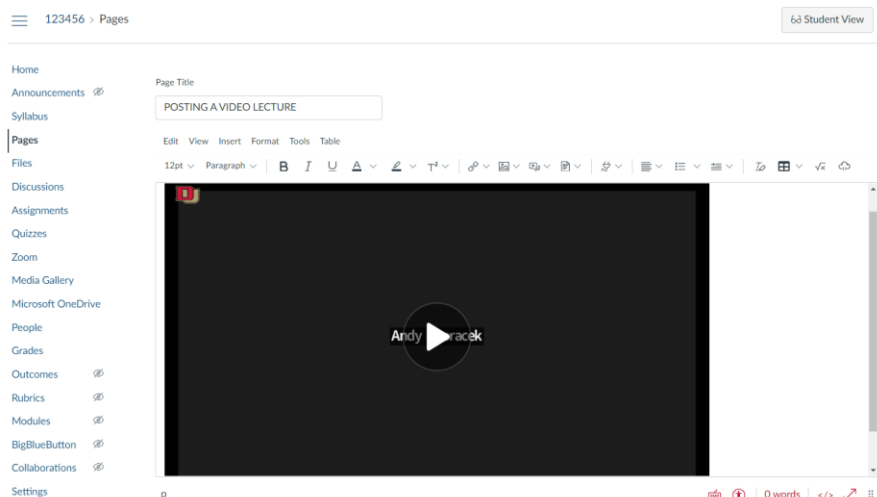 123456 › Pages
Student View
Home
Announcements
Syllabus
Pages
Files
Discussions
Assignments
Quizzes
Zoom
Media Gallery
Microsoft OneDrive
People
Grades
Outcomes
Rubrics
Modules
BigBlueButton
Collaborations
Settings
Page Title
POSTING A VIDEO LECTURE
Edit View Insert Format Tools Table
12pt Paragraph B I U A T²
Andy
p
0 words </>